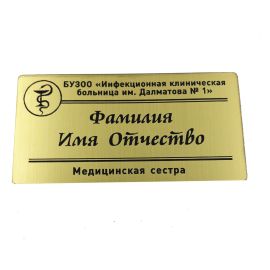 БУЗОО «Инфекционная клиническая
больница им. Далматова № 1»
Фамилия
Имя Отчество
Медицинская сестра